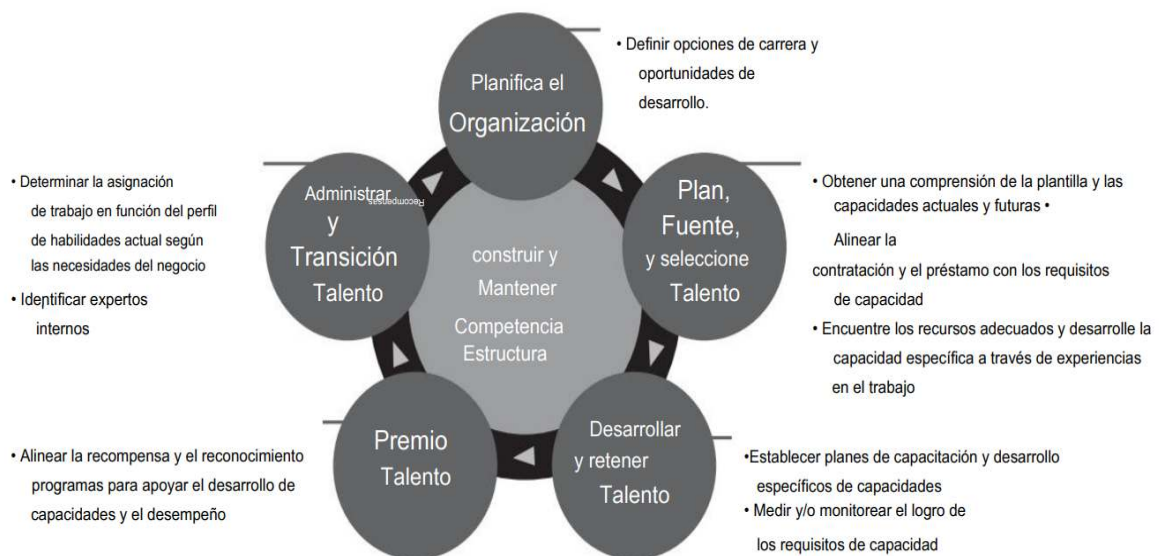 Planifica el
Organización
• Definir opciones de carrera y
oportunidades de
desarrollo.
Plan,
Fuente,
y seleccione
Talento
• Obtener una comprensión de la plantilla y las
capacidades actuales y futuras •
Alinear la
contratación y el préstamo con los requisitos
de capacidad
• Encuentre los recursos adecuados y desarrolle la
capacidad específica a través de experiencias
en el trabajo
Desarrollar
y retener
Talento
•Establecer planes de capacitación y desarrollo
específicos de capacidades
• Medir y/o monitorear el logro de
los requisitos de capacidad
Premio
Talento
• Alinear la recompensa y el reconocimiento
programas para apoyar el desarrollo de
capacidades y el desempeño
Administrar
Recompensas
y
Transición
Talento
• Determinar la asignación
de trabajo en función del perfil
de habilidades actual según
las necesidades del negocio
• Identificar expertos
internos
construir y
Mantener
Competencia
Estructura